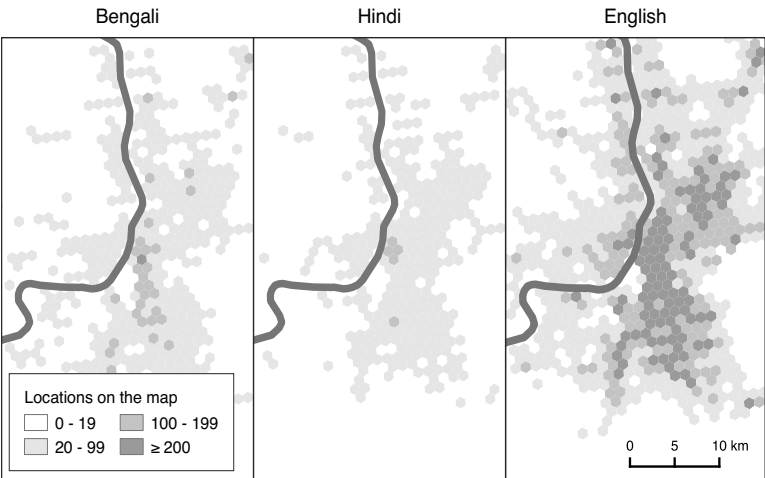 Bengali
Hindi
English
Locations on the map
0 - 19
100 - 199
20 - 99
≥ 200
0 5 10 km